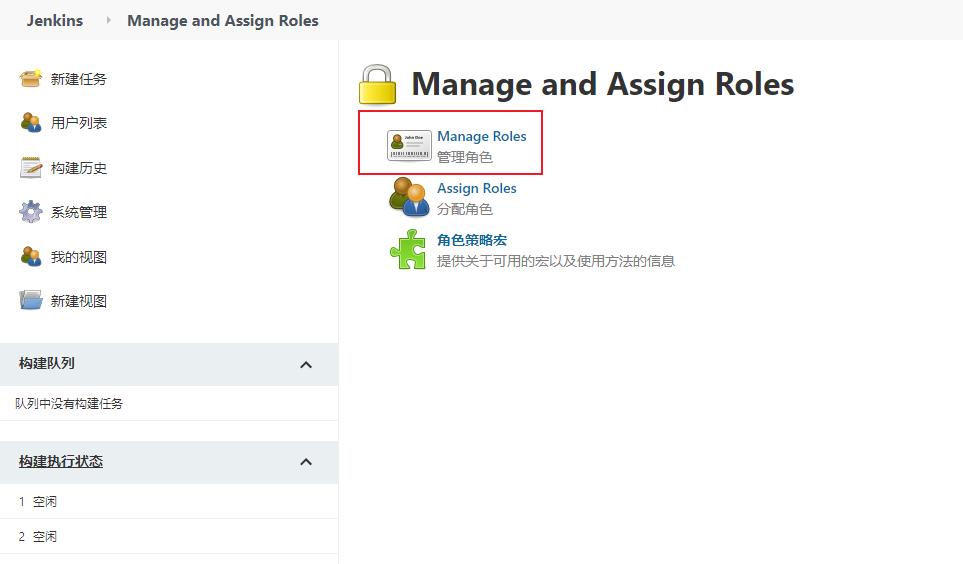 Jenkins
Manage and Assign Roles
新建任务
用户列表
构建历史
系统管理
我的视图
新建视图
构建队列
队列中没有构建任务
构建执行状态
1 空闲
2 空闲
Manage and Assign Roles
John Doe
Manage Roles
管理角色
Assign Roles
分配角色
角色策略宏
提供关于可用的宏以及使用方法的信息